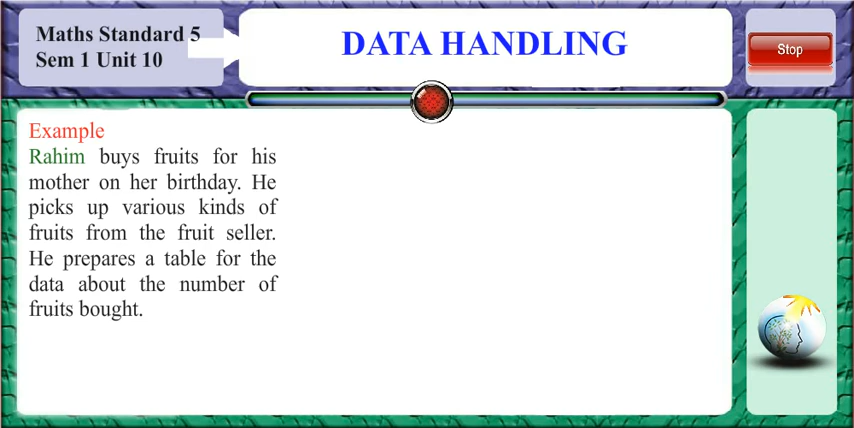 Maths Standard 5
Sem 1 Unit 10
DATA HANDLING
Stop
Example
Rahim buys fruits for his
mother on her birthday. He
picks up various kinds of
fruits from the fruit seller.
He prepares a table for the
data about the number of
fruits bought.